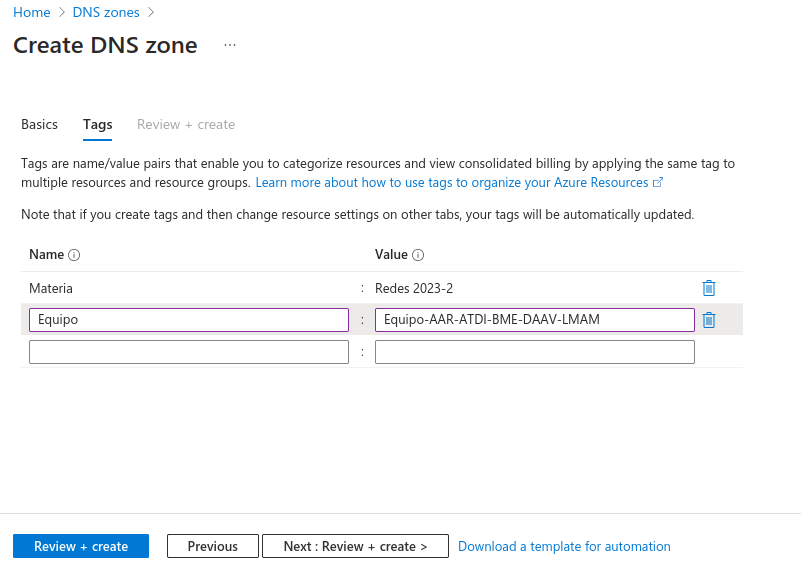 Home > DNS zones >
Create DNS zone ...
Basics Tags Review + create
Tags are name/value pairs that enable you to categorize resources and view consolidated billing by applying the same tag to
multiple resources and resource groups. Learn more about how to use tags to organize your Azure Resources
Note that if you create tags and then change resource settings on other tabs, your tags will be automatically updated.
Name Value
Materia : Redes 2023-2
Equipo : Equipo-AAR-ATDI-BME-DAAV-LMAM
:
Review + create Previous Next : Review + create > Download a template for automation